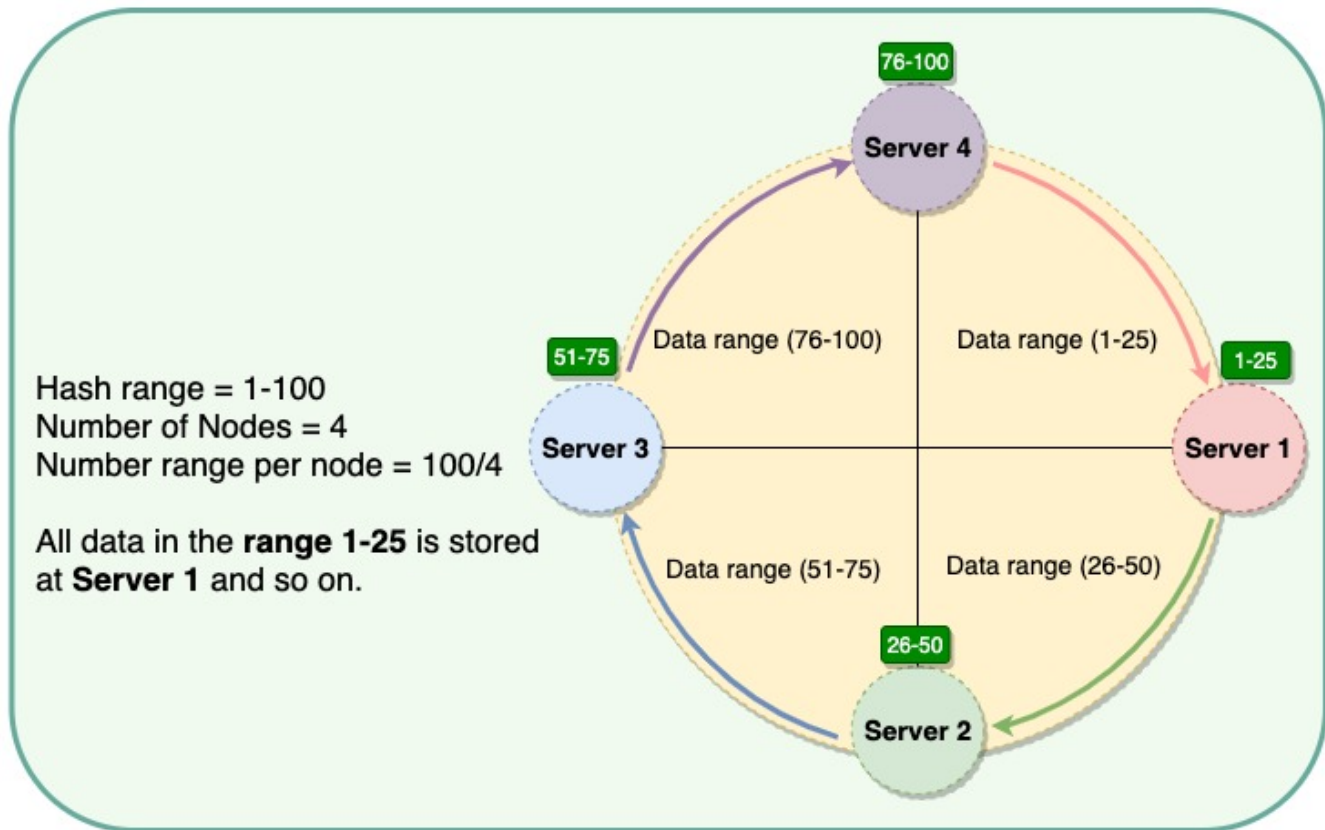 76-100
Server 4
Data range (76-100)
Data range (1-25)
51-75
1-25
Hash range = 1-100
Number of Nodes = 4
Number range per node = 100/4
Server 3
Server 1
All data in the range 1-25 is stored
at Server 1 and so on.
Data range (51-75)
Data range (26-50)
26-50
Server 2